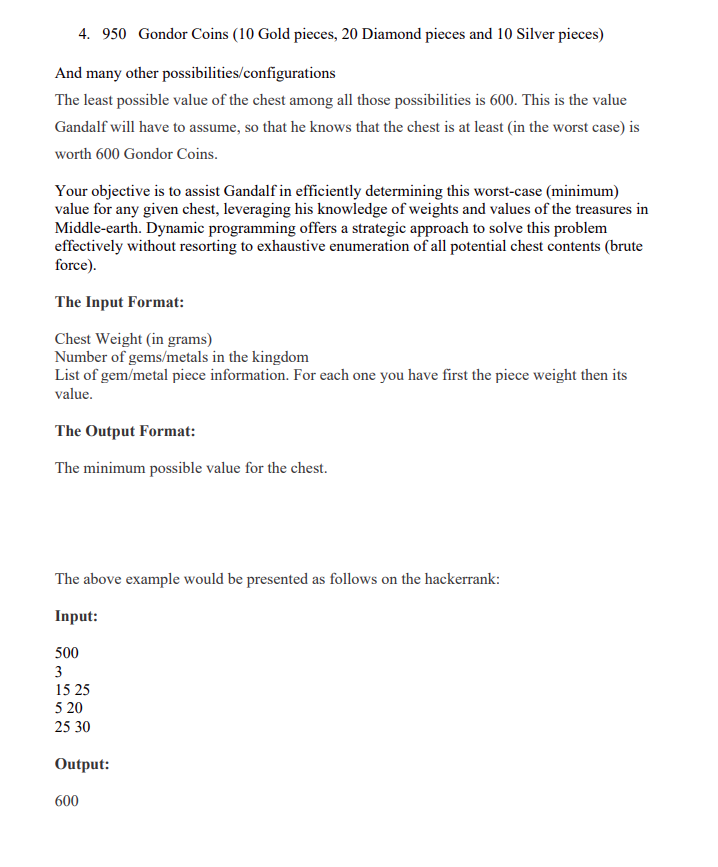 4. 950 Gondor Coins (10 Gold pieces, 20 Diamond pieces and 10 Silver pieces)
And many other possibilities/configurations
The least possible value of the chest among all those possibilities is 600. This is the value
Gandalf will have to assume, so that he knows that the chest is at least (in the worst case) is
worth 600 Gondor Coins.
Your objective is to assist Gandalf in efficiently determining this worst-case (minimum)
value for any given chest, leveraging his knowledge of weights and values of the treasures in
Middle-earth. Dynamic programming offers a strategic approach to solve this problem
effectively without resorting to exhaustive enumeration of all potential chest contents (brute
force).
The Input Format:
Chest Weight (in grams)
Number of gems/metals in the kingdom
List of gem/metal piece information. For each one you have first the piece weight then its
value.
The Output Format:
The minimum possible value for the chest.
The above example would be presented as follows on the hackerrank:
Input:
500
3
15 25
5 20
25 30
Output:
600